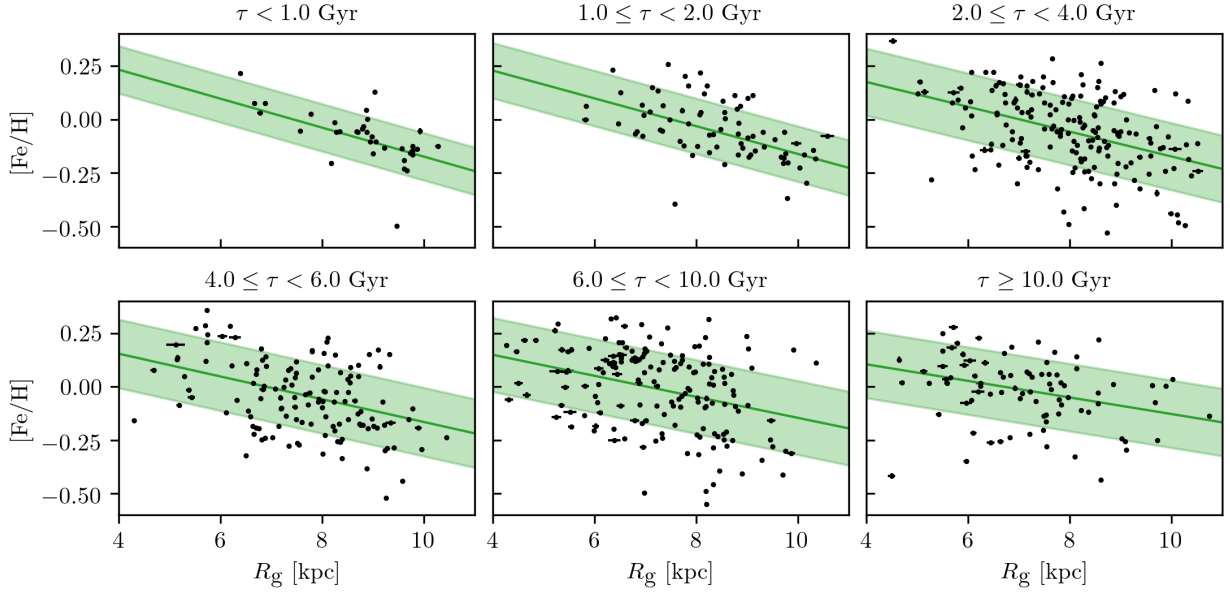 τ < 1.0 Gyr
1.0 ≤ τ < 2.0 Gyr
2.0 ≤ τ < 4.0 Gyr
[Fe/H]
0.25
0.00
−0.25
−0.50
4.0 ≤ τ < 6.0 Gyr
6.0 ≤ τ < 10.0 Gyr
τ ≥ 10.0 Gyr
[Fe/H]
0.25
0.00
−0.25
−0.50
4 6 8 10
4 6 8 10
4 6 8 10
R_g [kpc]
R_g [kpc]
R_g [kpc]